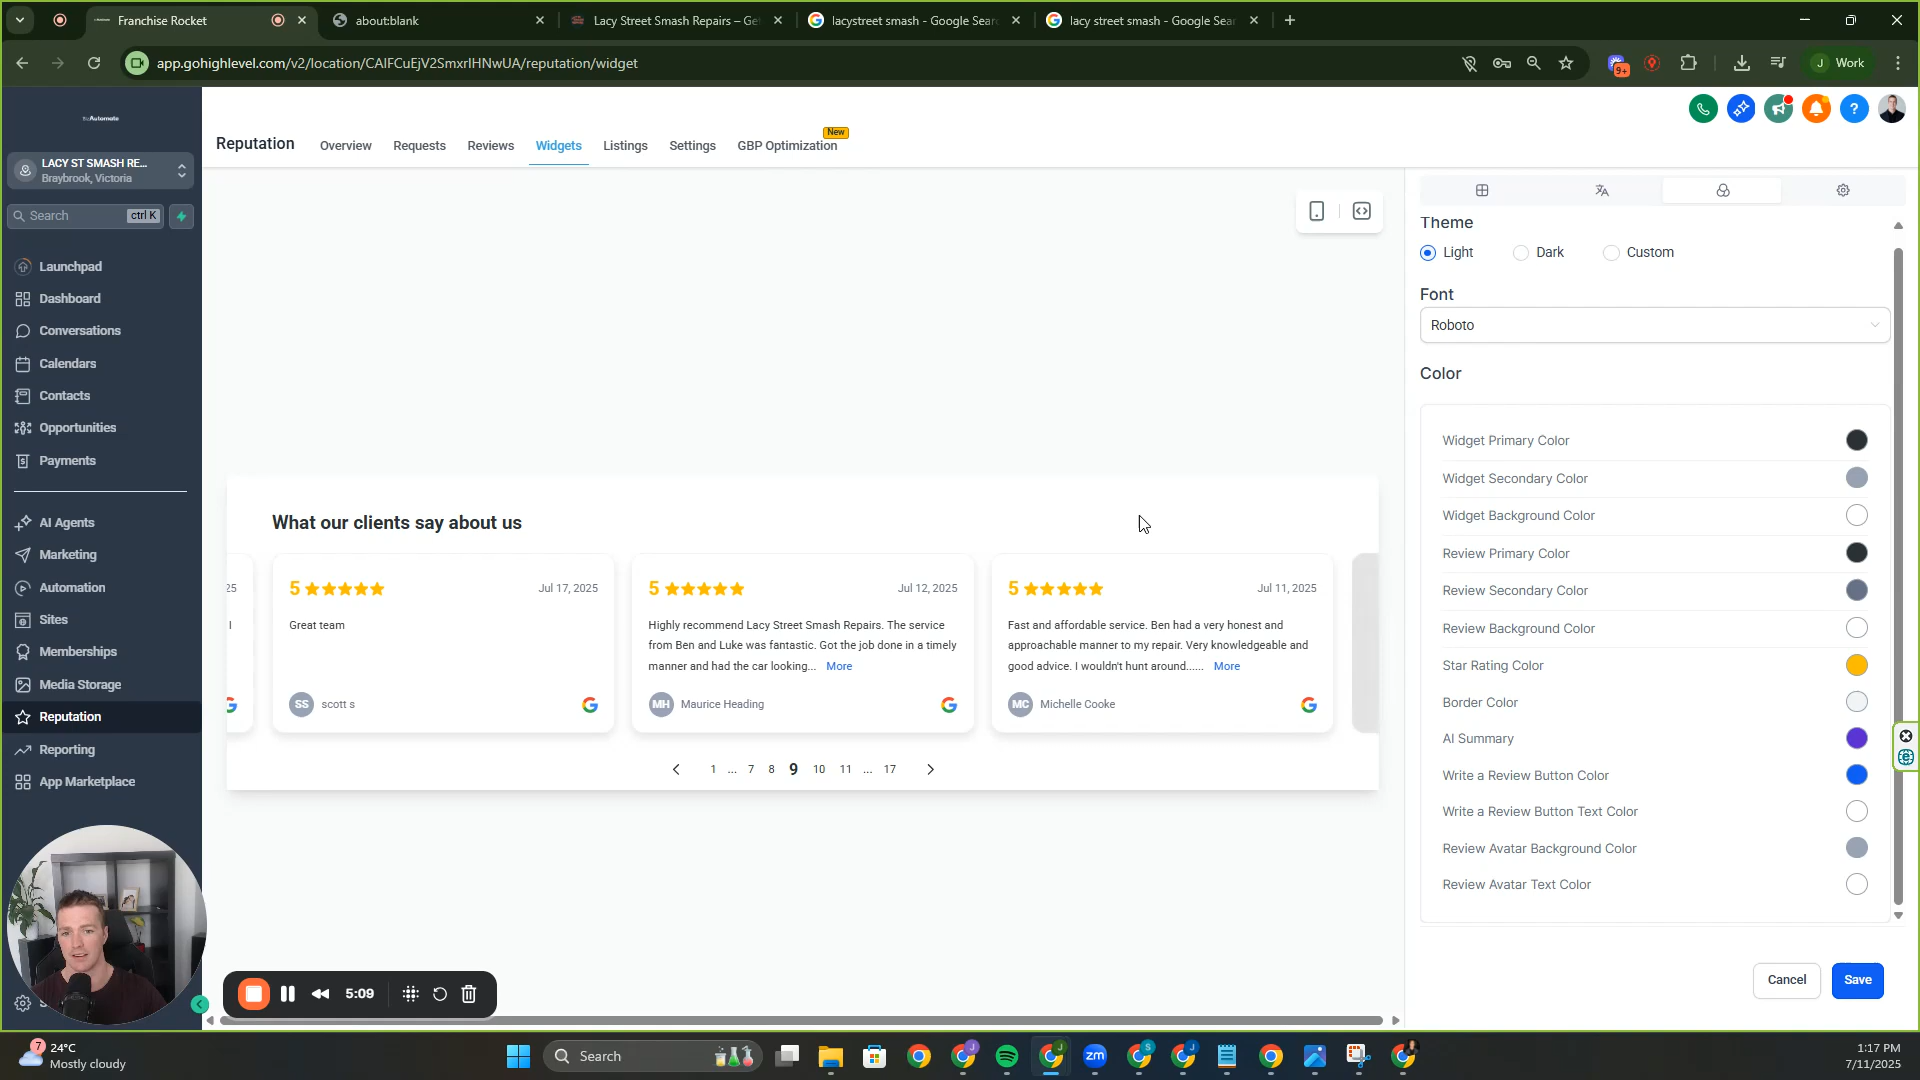 Franchise Rocket
about:blank
Lacy Street Smash Repairs – Ge
lacystreet smash - Google Sear
lacy street smash - Google Sear
app.gohighlevel.com/v2/location/CAIFCuEjV2SmxrIHNwUA/reputation/widget
9+
J
Work
LACY ST SMASH RE...
Braybrook, Victoria
Search
ctrl K
Launchpad
Dashboard
Conversations
Calendars
Contacts
Opportunities
Payments
AI Agents
Marketing
Automation
Sites
Memberships
Media Storage
Reputation
Reporting
App Marketplace
Reputation
Overview
Requests
Reviews
Widgets
Listings
Settings
GBP Optimization
New
What our clients say about us
25
I
5
Jul 17, 2025
Great team
SS
scott s
5
Jul 12, 2025
Highly recommend Lacy Street Smash Repairs. The service
from Ben and Luke was fantastic. Got the job done in a timely
manner and had the car looking... More
MH
Maurice Heading
5
Jul 11, 2025
Fast and affordable service. Ben had a very honest and
approachable manner to my repair. Very knowledgeable and
good advice. I wouldn't hunt around...... More
MC
Michelle Cooke
1 ... 7 8 9 10 11 ... 17
Theme
Light
Dark
Custom
Font
Roboto
Color
Widget Primary Color
Widget Secondary Color
Widget Background Color
Review Primary Color
Review Secondary Color
Review Background Color
Star Rating Color
Border Color
AI Summary
Write a Review Button Color
Write a Review Button Text Color
Review Avatar Background Color
Review Avatar Text Color
Cancel
Save
5:09
7
24°C
Mostly cloudy
Search
zm
1:17 PM
7/11/2025